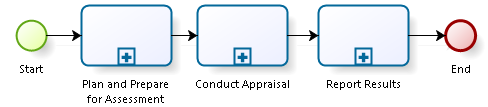 Start
Plan and Prepare
for Assessment
Conduct Appraisal
Report Results
End